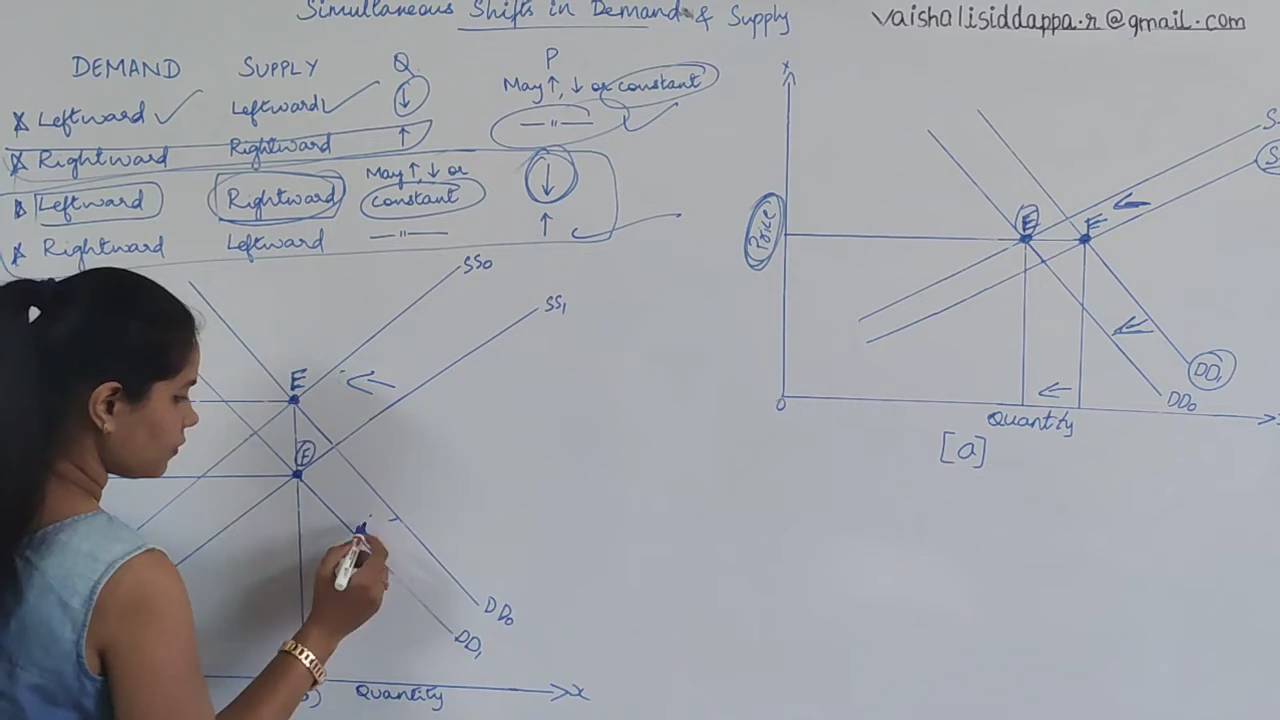 Simultaneous Shifts in Demand & Supply
vaishalisiddappa.r@gmail.com
DEMAND SUPPLY Q P
Leftward Leftward ↓ May ↑, ↓ or constant
Rightward Rightward ↑ —"—
Leftward Rightward May ↑, ↓ or constant ↓
Rightward Leftward —"— ↑
SS0
SS1
E
E
DD0
DD1
Quantity
X
Y
S
S
Price
E
E
DD1
DD0
O
Quantity
[a]